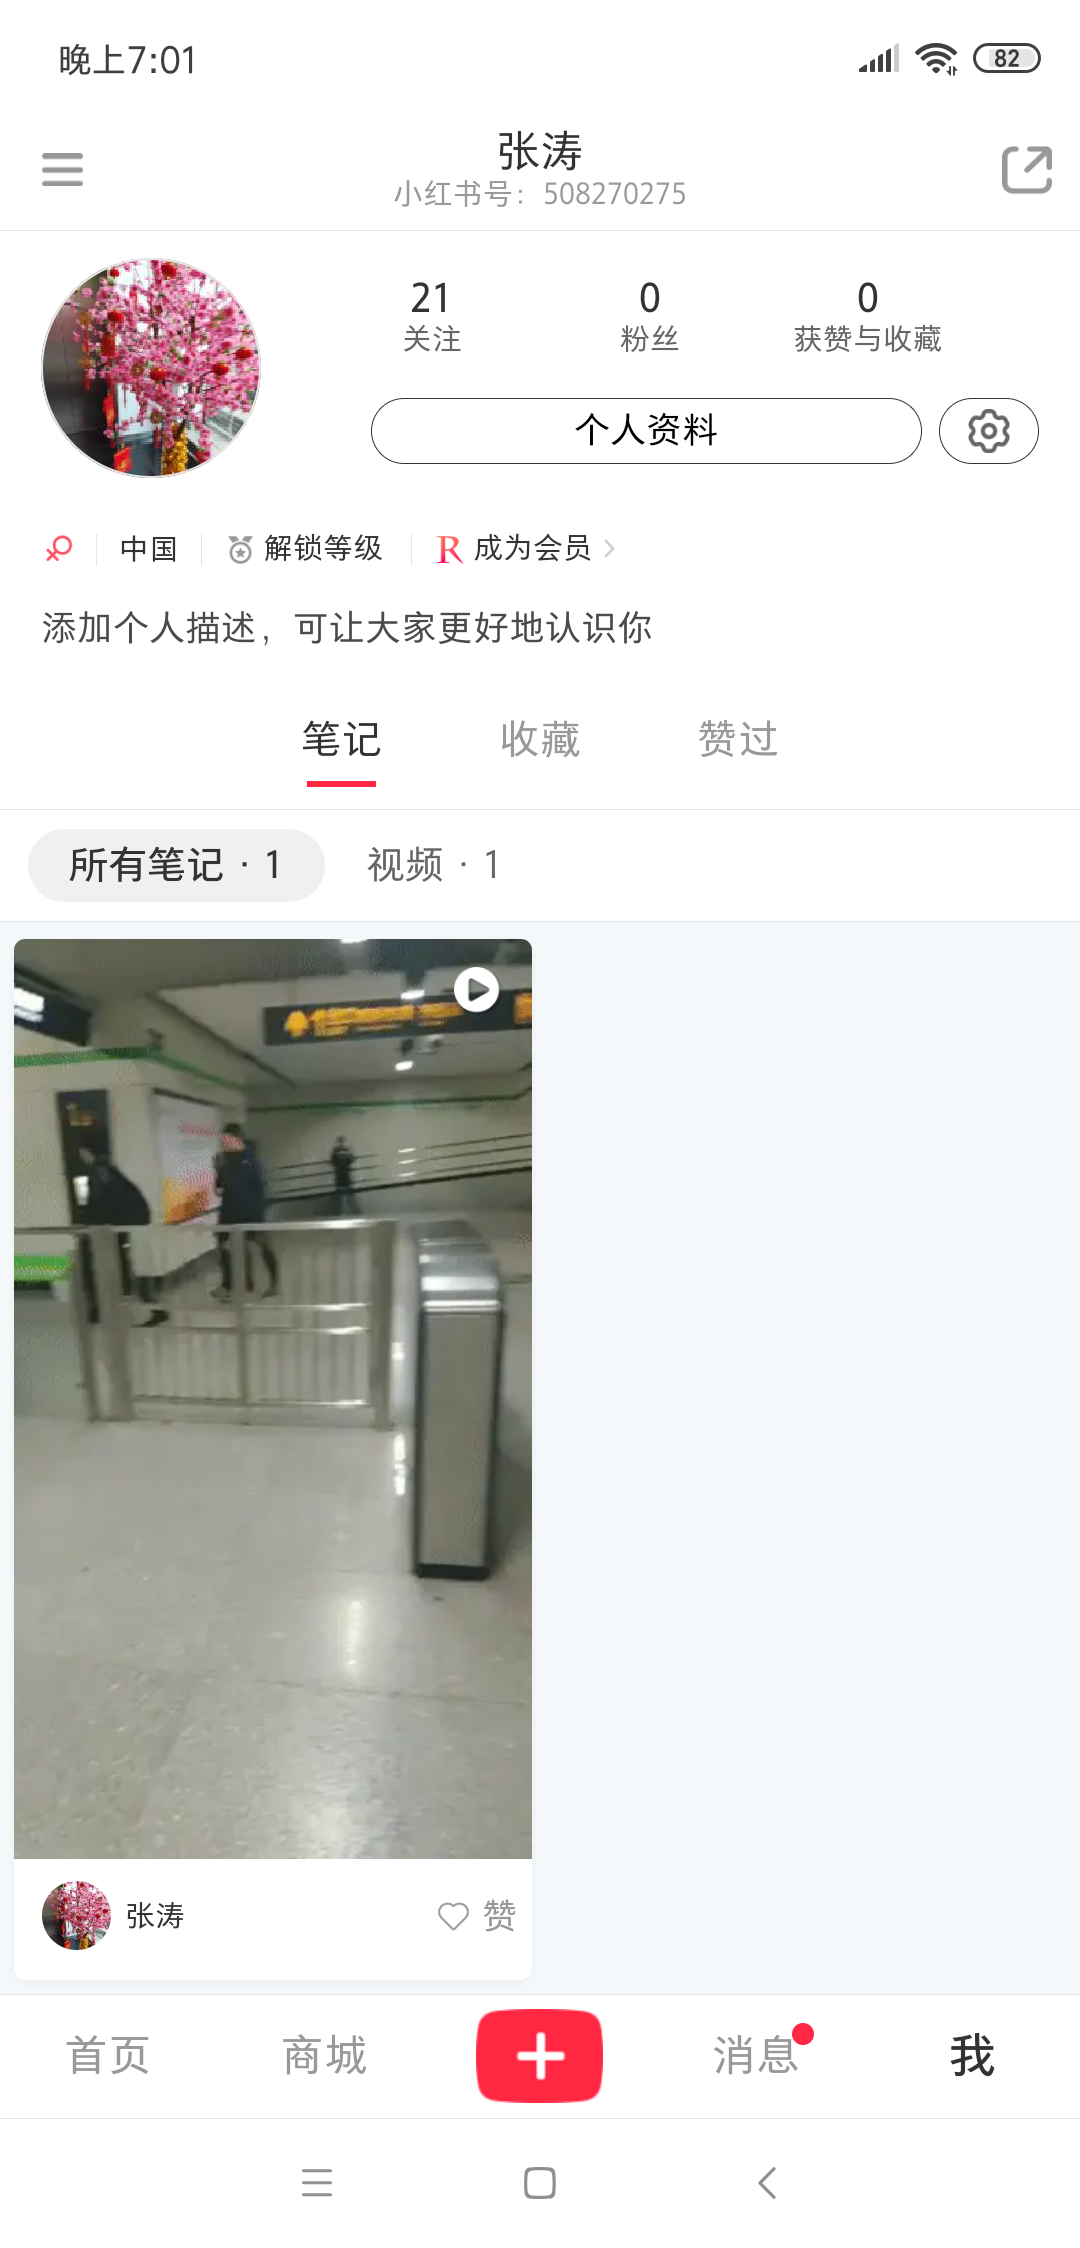 晚上7:01
82
张涛
小红书号：508270275
21
关注
0
粉丝
0
获赞与收藏
个人资料
中国
解锁等级
R 成为会员
添加个人描述，可让大家更好地认识你
笔记
收藏
赞过
所有笔记 · 1
视频 · 1
张涛
赞
首页
商城
消息
我